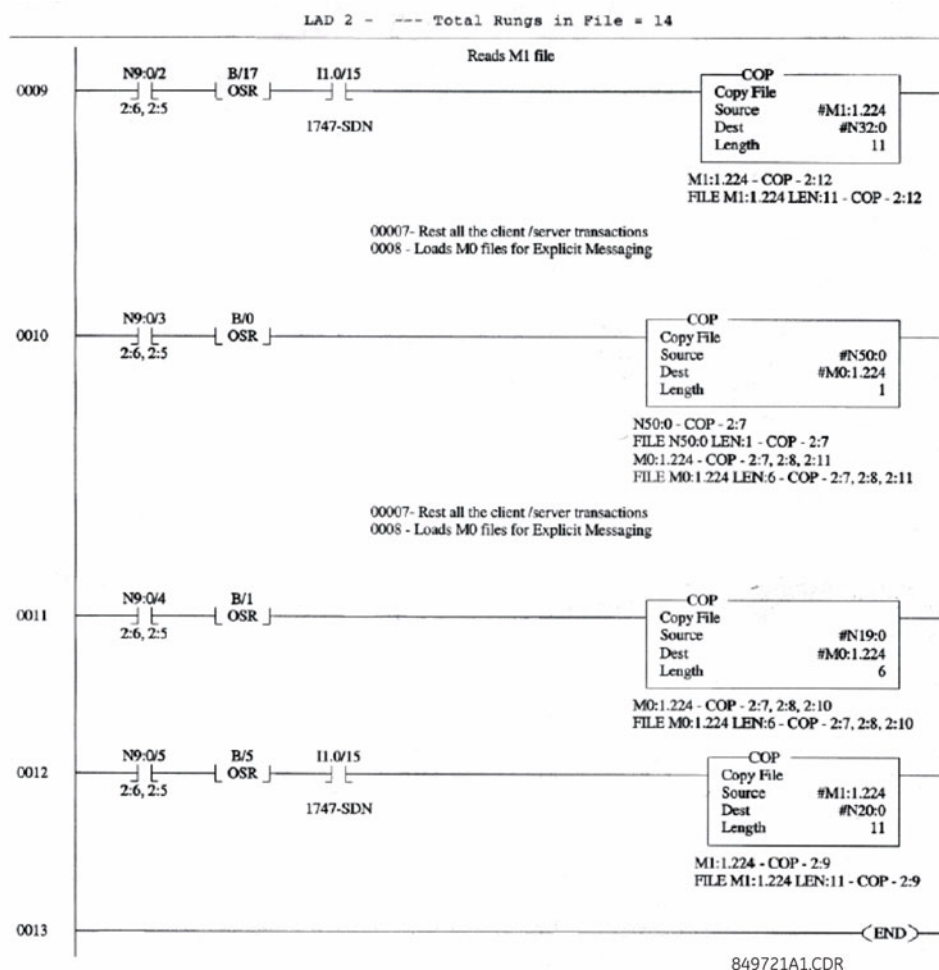 LAD 2 - --- Total Rungs in File = 14
Reads M1 file
0009
N9:0/2 B/17 I1.0/15
OSR
2:6, 2:5
1747-SDN
COP
Copy File
Source #M1:1.224
Dest #N32:0
Length 11
M1:1.224 - COP - 2:12
FILE M1:1.224 LEN:11 - COP - 2:12
00007- Rest all the client /server transactions
0008 - Loads M0 files for Explicit Messaging
0010
N9:0/3 B/0
OSR
2:6, 2:5
COP
Copy File
Source #N50:0
Dest #M0:1.224
Length 1
N50:0 - COP - 2:7
FILE N50:0 LEN:1 - COP - 2:7
M0:1.224 - COP - 2:7, 2:8, 2:11
FILE M0:1.224 LEN:6 - COP - 2:7, 2:8, 2:11
00007- Rest all the client /server transactions
0008 - Loads M0 files for Explicit Messaging
0011
N9:0/4 B/1
OSR
2:6, 2:5
COP
Copy File
Source #N19:0
Dest #M0:1.224
Length 6
M0:1.224 - COP - 2:7, 2:8, 2:10
FILE M0:1.224 LEN:6 - COP - 2:7, 2:8, 2:10
0012
N9:0/5 B/5 I1.0/15
OSR
2:6, 2:5
1747-SDN
COP
Copy File
Source #M1:1.224
Dest #N20:0
Length 11
M1:1.224 - COP - 2:9
FILE M1:1.224 LEN:11 - COP - 2:9
0013
END
849721A1.CDR